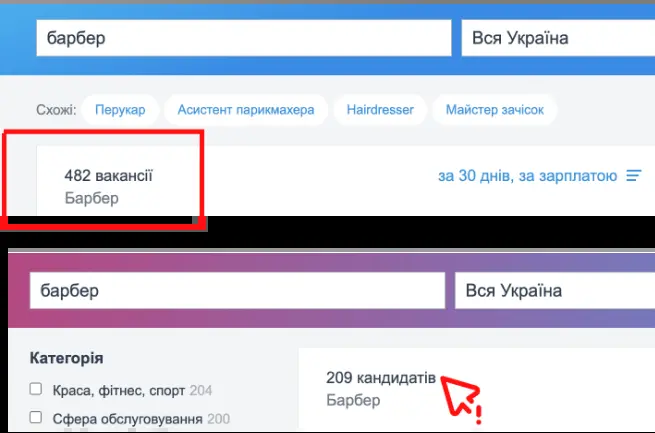 барбер
Вся Україна
Схожі: Перукар Асистент парикмахера Hairdresser Майстер зачісок
482 вакансії
за 30 днів, за зарплатою
Барбер
барбер
Вся Україна
Категорія
Краса, фітнес, спорт 204
Сфера обслуговування 200
209 кандидатів
Барбер